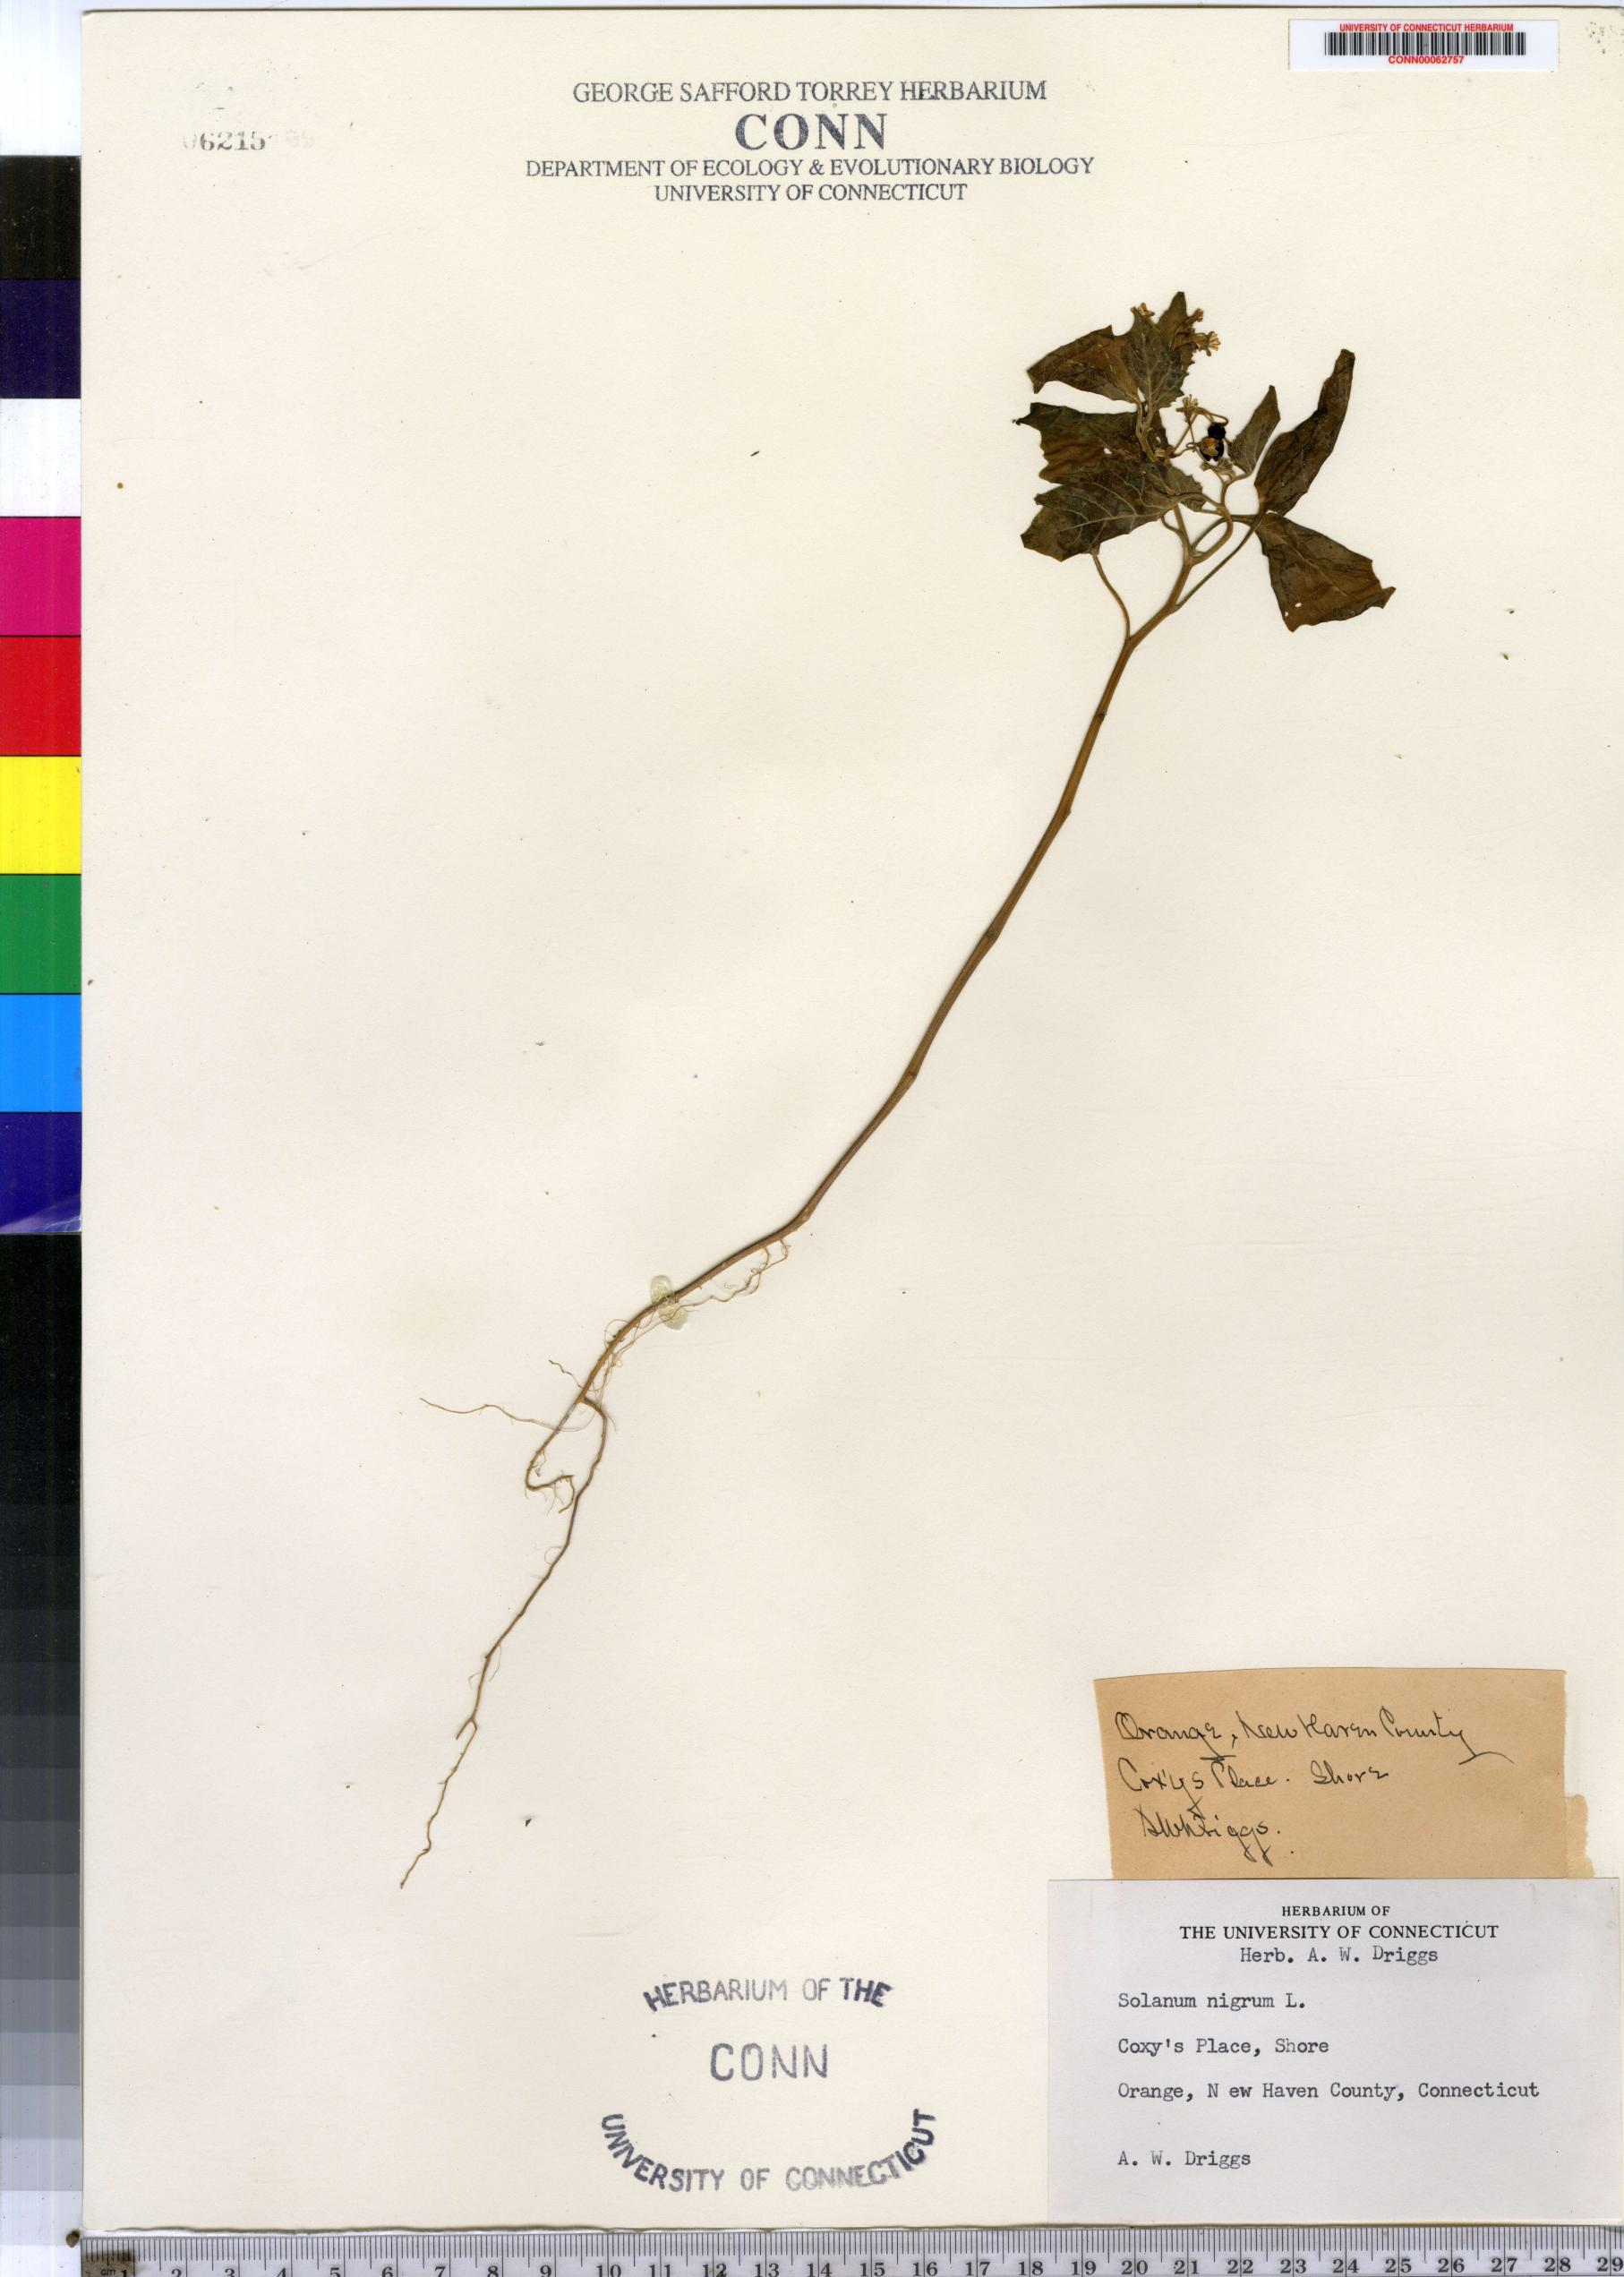 UNIVERSITY OF CONNECTICUT HERBARIUM
CONN00062757
GEORGE SAFFORD TORREY HERBARIUM
CONN
DEPARTMENT OF ECOLOGY & EVOLUTIONARY BIOLOGY
UNIVERSITY OF CONNECTICUT
6215
Orange, New Haven County
Coxy's Place. Shore
AWDriggs.
HERBARIUM OF
THE UNIVERSITY OF CONNECTICUT
Herb. A. W. Driggs
Solanum nigrum L.
Coxy's Place, Shore
Orange, N ew Haven County, Connecticut
A. W. Driggs
HERBARIUM OF THE
CONN
UNIVERSITY OF CONNECTICUT
cm 1 2 3 4 5 6 7 8 9 10 11 12 13 14 15 16 17 18 19 20 21 22 23 24 25 26 27 28 29